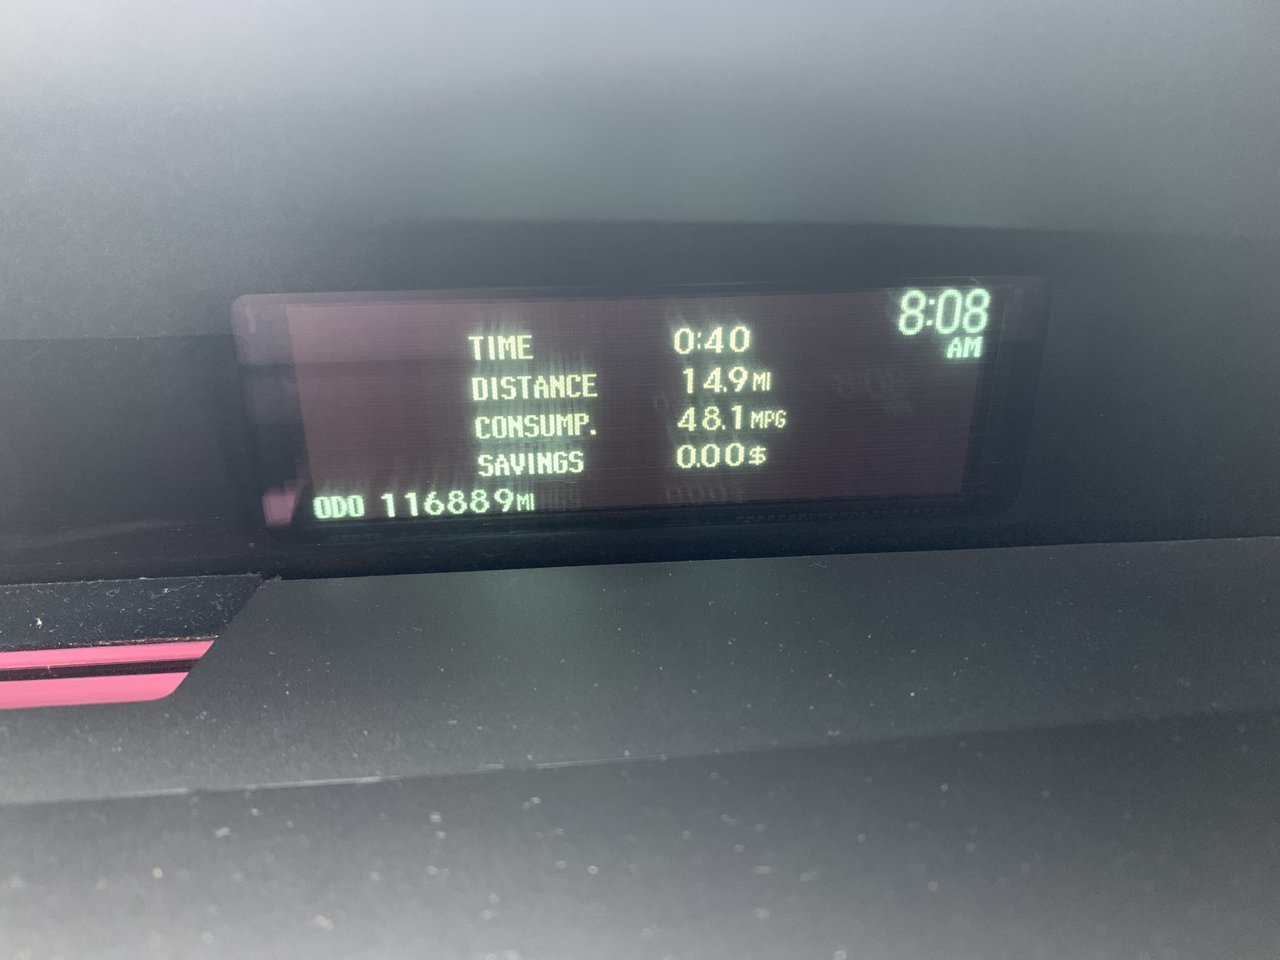 8:08
AM
TIME 0:40
DISTANCE 14.9 MI
CONSUMP. 48.1 MPG
SAVINGS 0.00 $
ODO 116889 MI